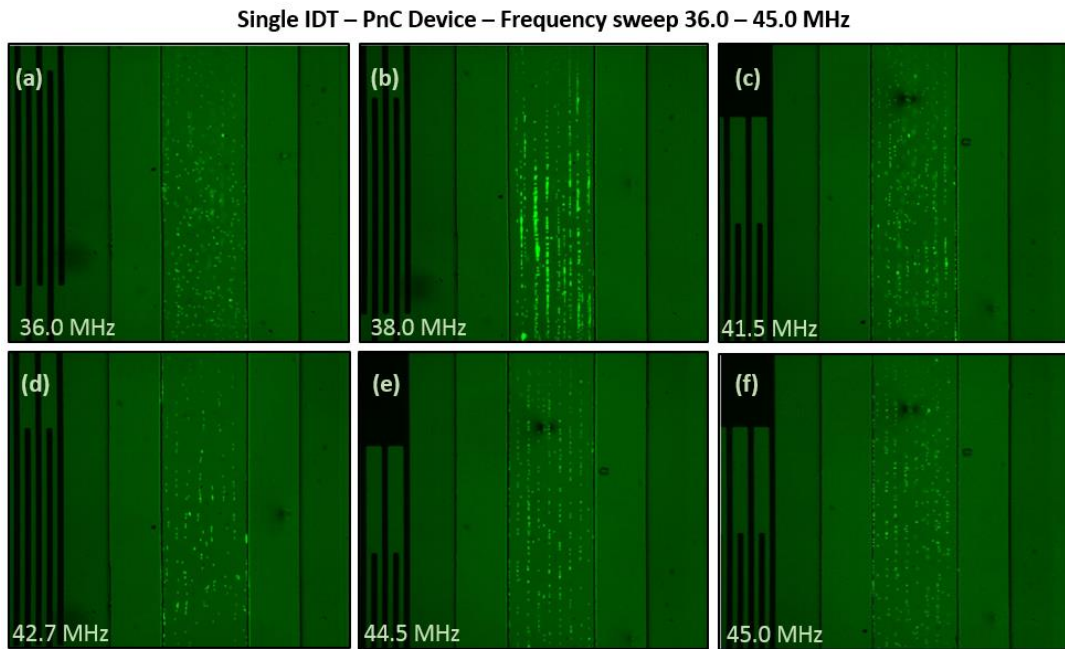 Single IDT – PnC Device – Frequency sweep 36.0 – 45.0 MHz
(a)
36.0 MHz
(b)
38.0 MHz
(c)
41.5 MHz
(d)
42.7 MHz
(e)
44.5 MHz
(f)
45.0 MHz